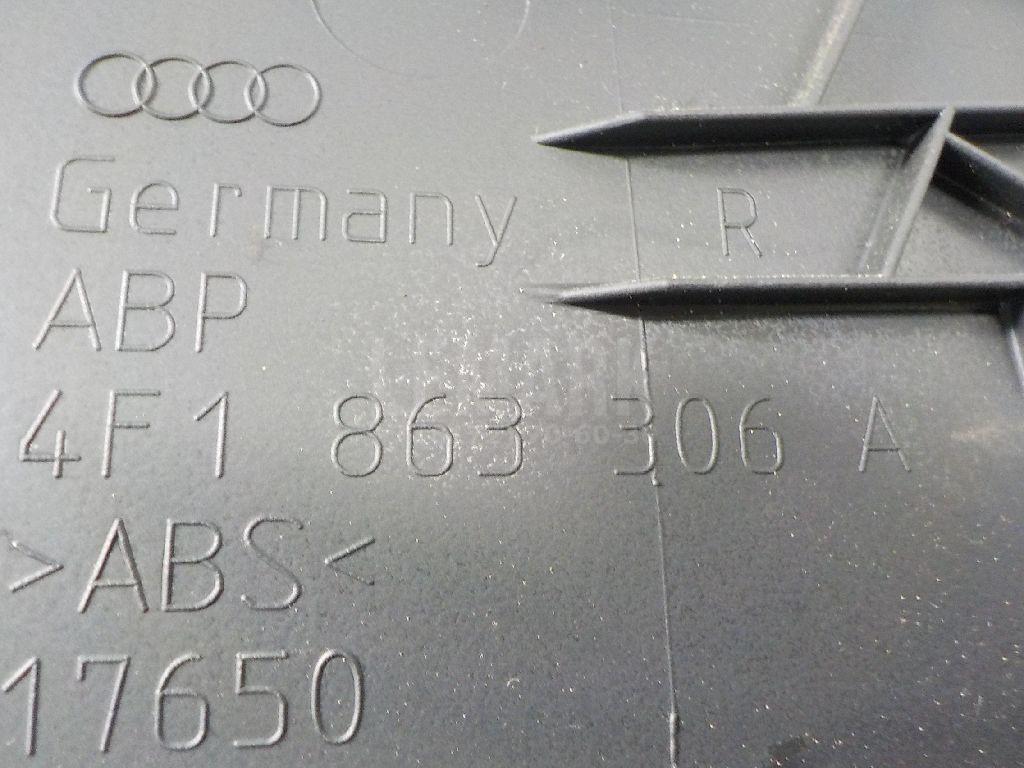 Germany R
ABP
4F1 863 306 A
>ABS<
17650